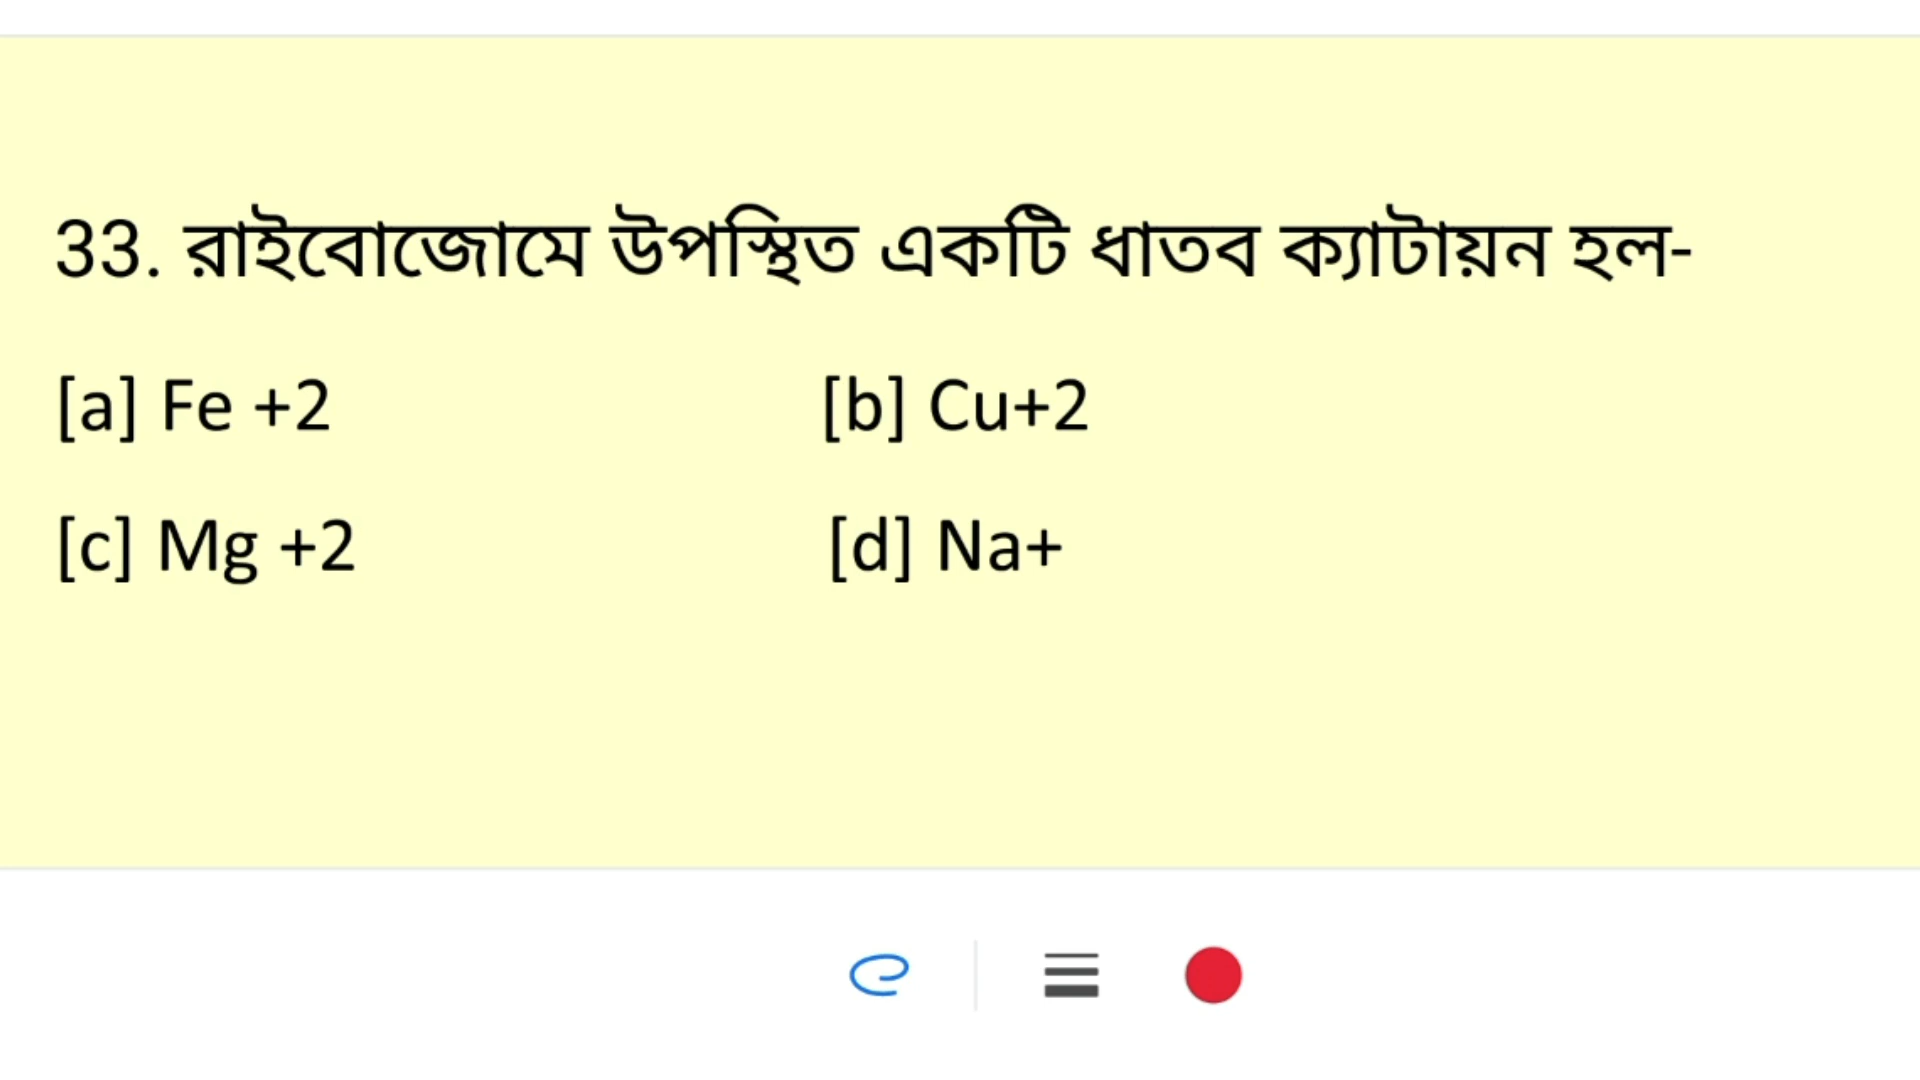 33. রাইবোজোমে উপস্থিত একটি ধাতব ক্যাটায়ন হল-
[a] Fe +2 [b] Cu+2
[c] Mg +2 [d] Na+